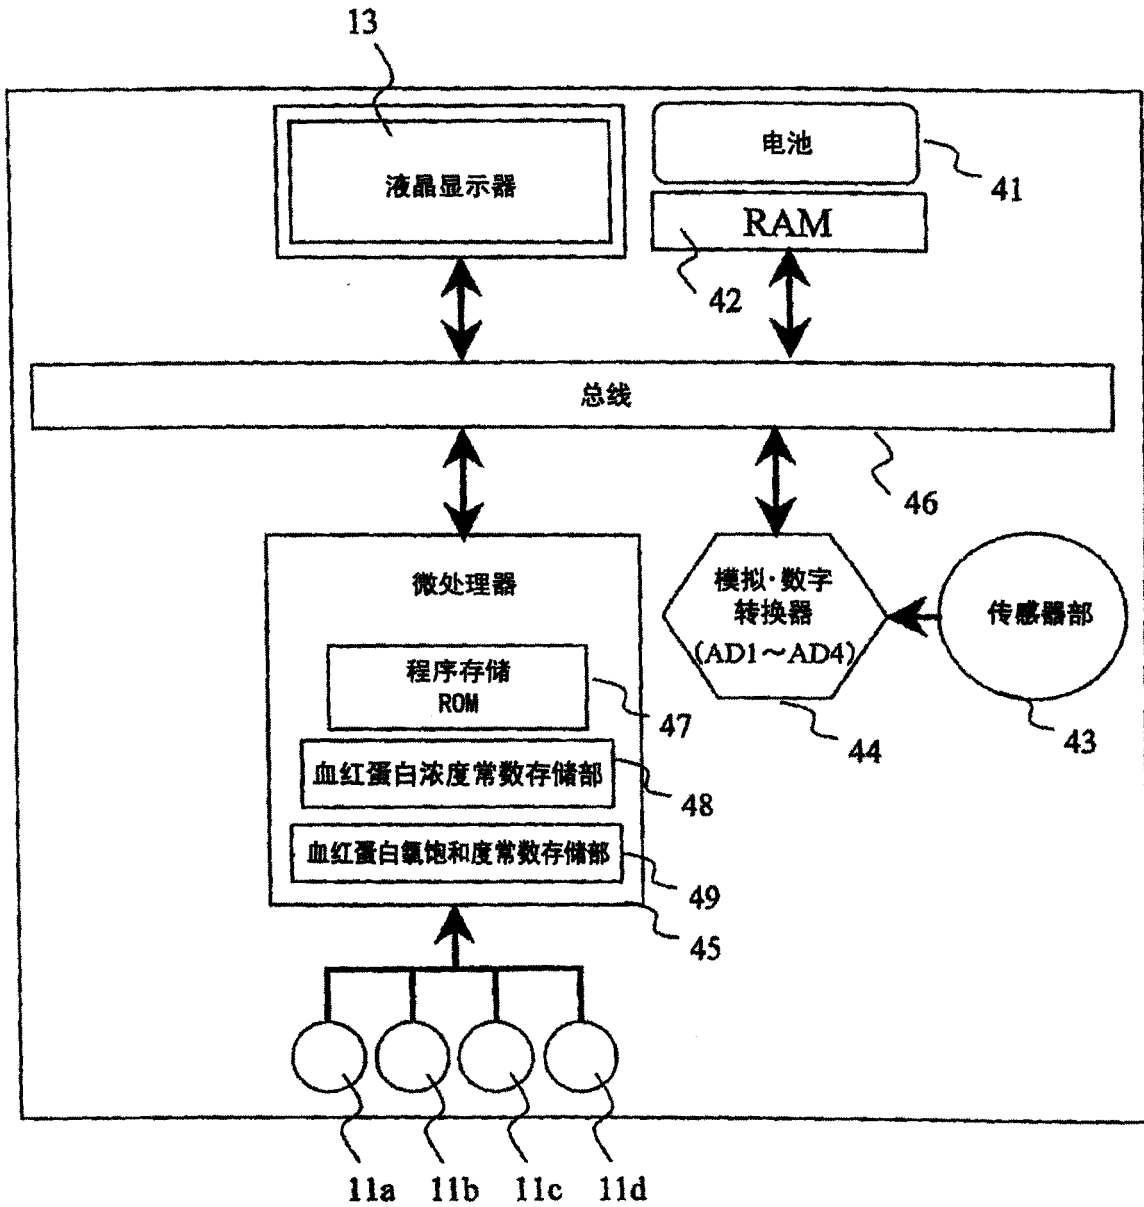 13
电池
液晶显示器
41
RAM
42
总线
46
微处理器
模拟·数字
转换器
(AD1～AD4)
传感器部
程序存储
ROM
47
44
43
血红蛋白浓度常数存储部
48
血红蛋白氧饱和度常数存储部
49
45
11a
11b
11c
11d